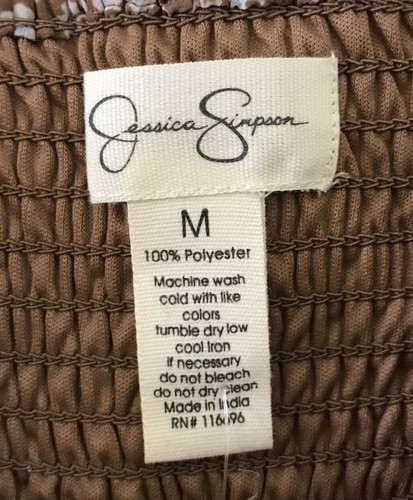 Jessica Simpson
M
100% Polyester
Machine wash
cold with like
colors
tumble dry low
cool Iron
if necessary
do not bleach
do not dry clean
Made in India
RN#